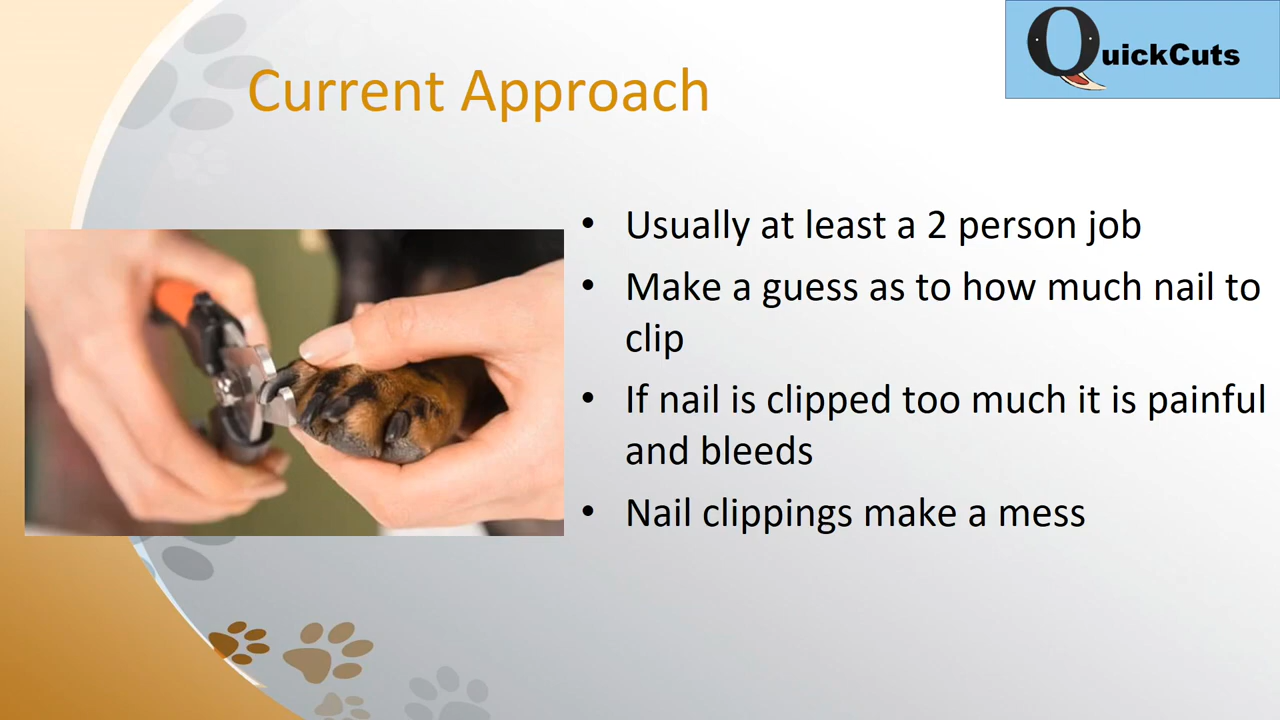 QuickCuts
Current Approach
• Usually at least a 2 person job
• Make a guess as to how much nail to
clip
• If nail is clipped too much it is painful
and bleeds
• Nail clippings make a mess